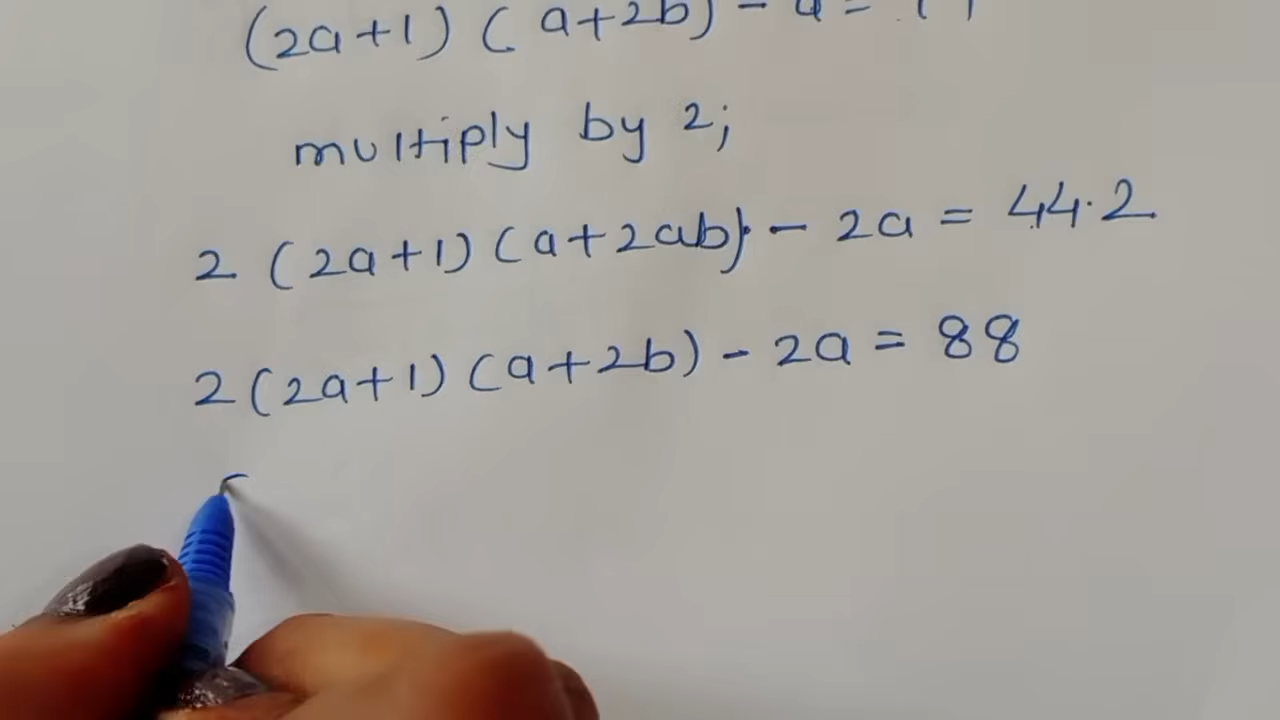 (2a+1) (a+2b) - a =
multiply by 2;
2 (2a+1) (a+2ab) - 2a = 44.2
2(2a+1) (a+2b) - 2a = 88